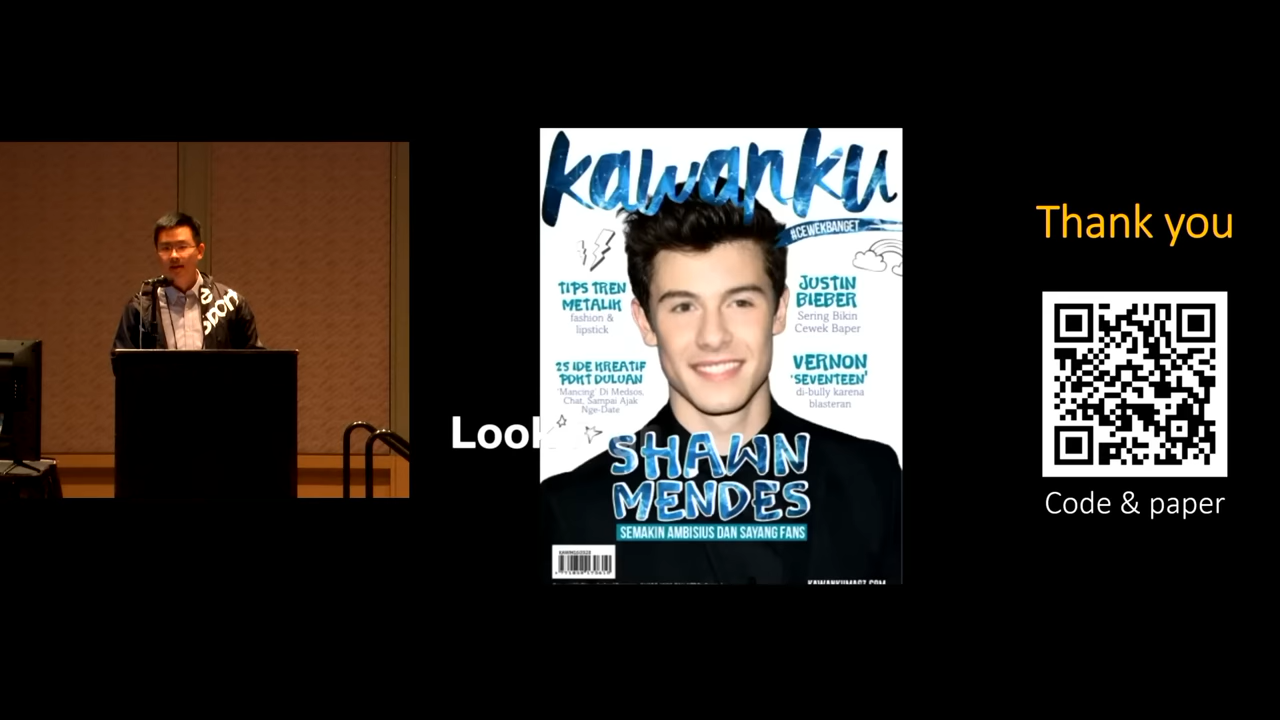 kawanku
#CEWEKBANGET
TIPS TREN
METALIK
fashion &
lipstick
JUSTIN
BIEBER
Sering Bikin
Cewek Baper
25 IDE KREATIF
PDKT DULUAN
'Mancing' Di Medsos,
Chat, Sampai Ajak
Nge-Date
VERNON
'SEVENTEEN'
di-bully karena
blasteran
Look
SHAWN
MENDES
SEMAKIN AMBISIUS DAN SAYANG FANS
KAWANKUMAGZ.COM
Thank you
Code & paper